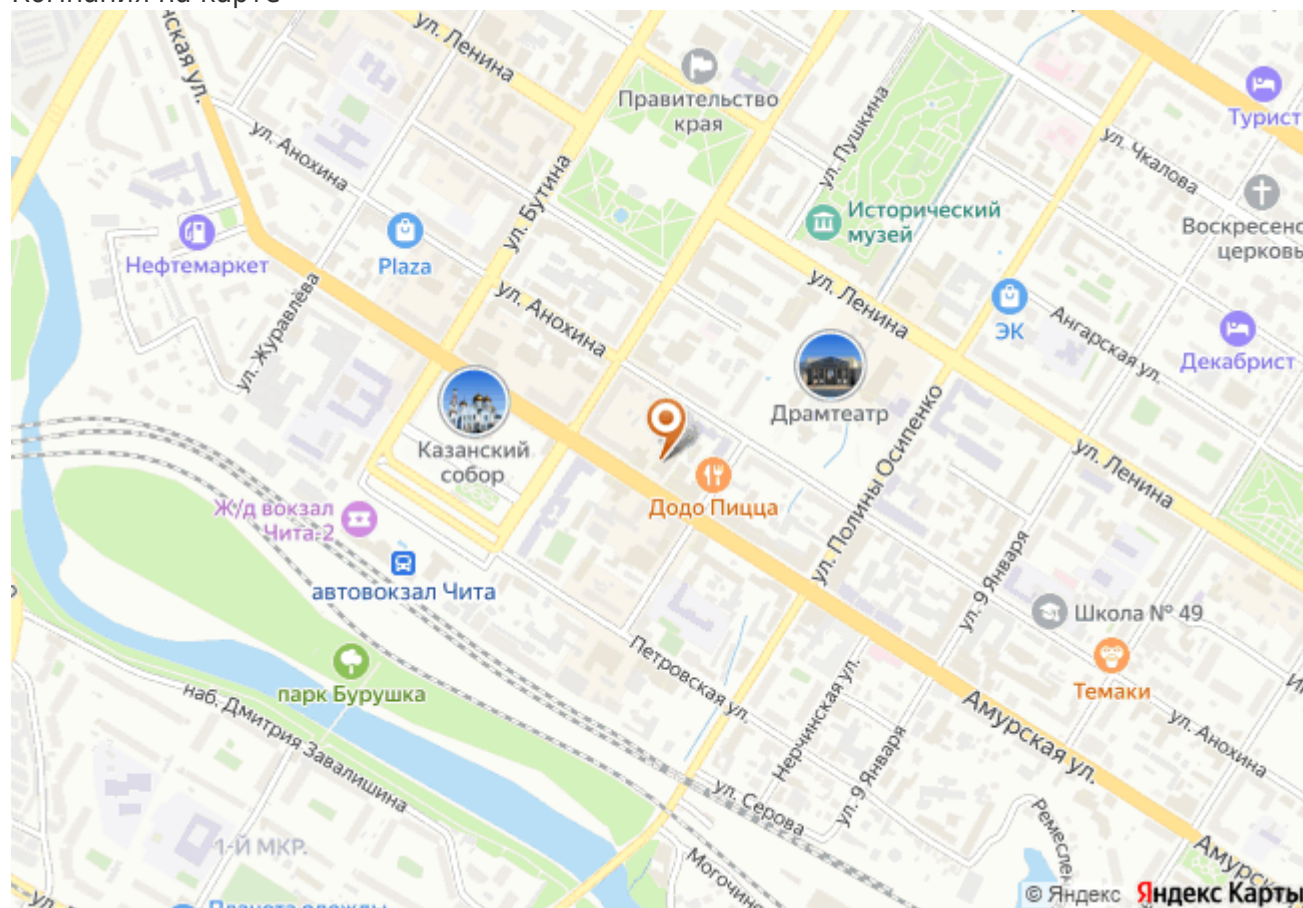 Компания на карте
ул. Ленина
Правительство
края
ул. Пушкина
Турист
ул. Анохина
ул. Чкалова
ул. Бутина
Исторический
музей
Нефтемаркет
Plaza
ул. Журавлёва
ул. Анохина
ул. Ленина
ЭК
Ангарская ул.
Декабрист
Драмтеатр
Казанский
собор
ул. Полины Осипенко
ул. Ленина
Додо Пицца
Ж/д вокзал
Чита-2
автовокзал Чита
ул. 9 Января
Школа № 49
Петровская ул.
парк Бурушка
Темаки
наб. Дмитрия Завалишина
Нерчинская ул.
Амурская ул.
ул. Анохина
ул. 9 Января
ул. Серова
1-Й МКР.
© Яндекс Яндекс Карты